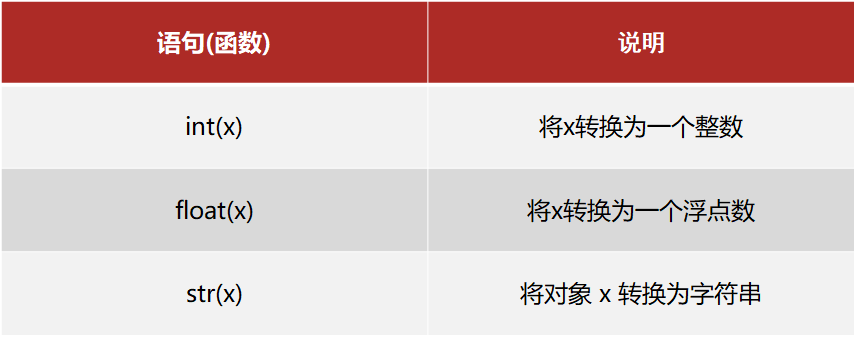 语句(函数)
说明
int(x)
将x转换为一个整数
float(x)
将x转换为一个浮点数
str(x)
将对象 x 转换为字符串